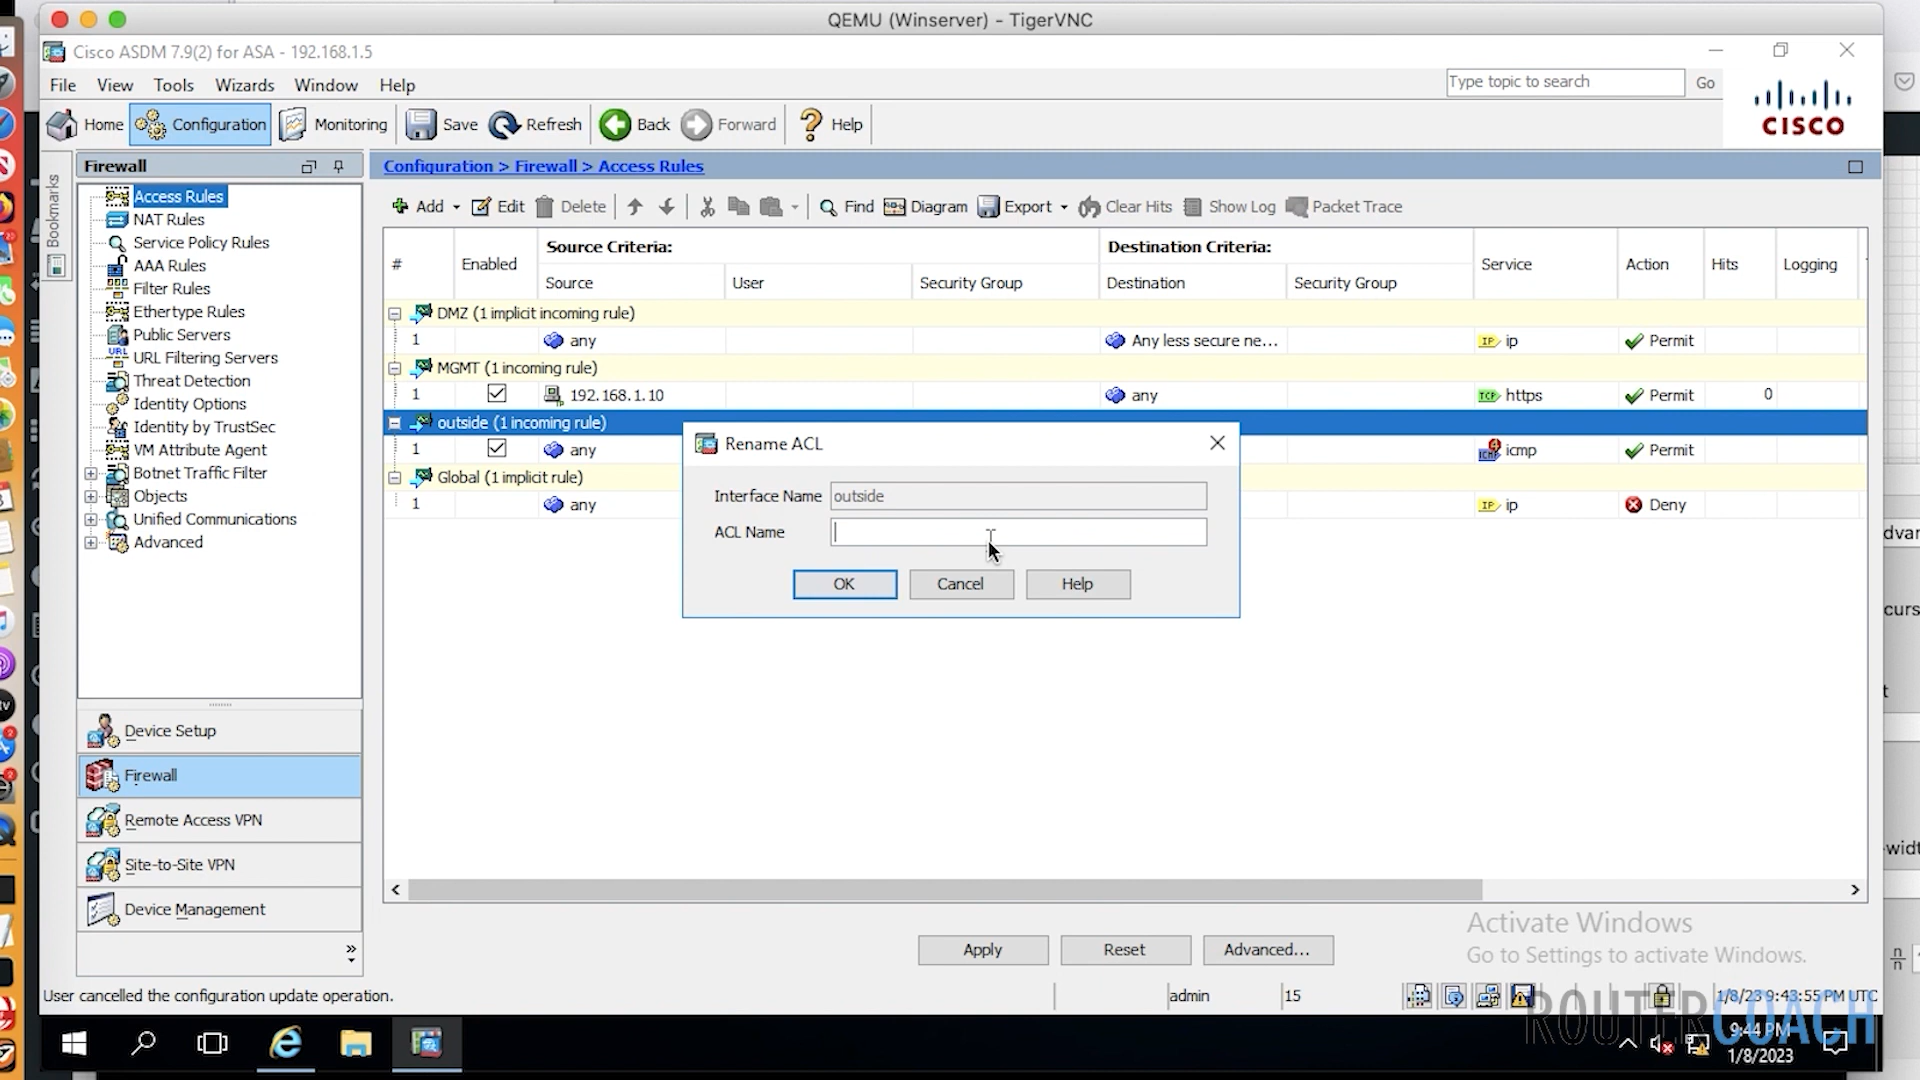 QEMU (Winserver) - TigerVNC
Cisco ASDM 7.9(2) for ASA - 192.168.1.5
File View Tools Wizards Window Help
Type topic to search Go
Home Configuration Monitoring Save Refresh Back Forward Help
CISCO
Bookmarks
Firewall
Access Rules
NAT Rules
Service Policy Rules
AAA Rules
Filter Rules
Ethertype Rules
Public Servers
URL Filtering Servers
Threat Detection
Identity Options
Identity by TrustSec
VM Attribute Agent
Botnet Traffic Filter
Objects
Unified Communications
Advanced
Device Setup
Firewall
Remote Access VPN
Site-to-Site VPN
Device Management
Configuration > Firewall > Access Rules
Add Edit Delete Find Diagram Export Clear Hits Show Log Packet Trace
# Enabled Source Criteria: Destination Criteria: Service Action Hits Logging
Source User Security Group Destination Security Group
DMZ (1 implicit incoming rule)
1 any Any less secure ne... IP ip Permit
MGMT (1 incoming rule)
1 192.168.1.10 any TCP https Permit 0
outside (1 incoming rule)
1 any icmp Permit
Global (1 implicit rule)
1 any IP ip Deny
Rename ACL
Interface Name outside
ACL Name
OK Cancel Help
Apply Reset Advanced...
Activate Windows
Go to Settings to activate Windows.
User cancelled the configuration update operation. admin 15 1/8/23 9:43:55 PM UTC
ROUTERCOACH
9:44 PM
1/8/2023